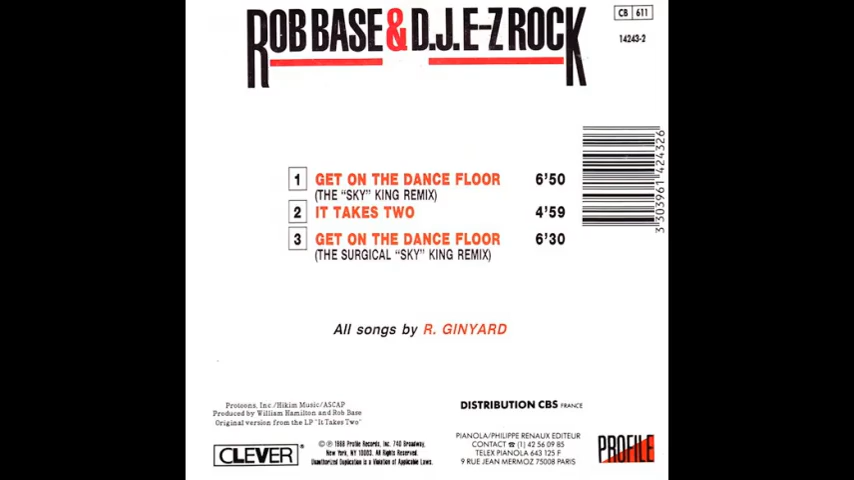 ROB BASE & D.J. E-Z ROCK
CB 611
14243-2
1 GET ON THE DANCE FLOOR 6'50
(THE "SKY" KING REMIX)
2 IT TAKES TWO 4'59
3 GET ON THE DANCE FLOOR 6'30
(THE SURGICAL "SKY" KING REMIX)
3 303961 424326
All songs by R. GINYARD
Protoons, Inc./Hikim Music/ASCAP
Produced by William Hamilton and Rob Base
Original version from the LP "It Takes Two"
CLEVER
© ℗ 1988 Profile Records, Inc. 740 Broadway,
New York, NY 10003. All Rights Reserved.
Unauthorized Duplication is a Violation of Applicable Laws.
DISTRIBUTION CBS FRANCE
PIANOLA/PHILIPPE RENAUX EDITEUR
CONTACT ☎ (1) 42 56 09 85
TELEX PIANOLA 643 125 F
9 RUE JEAN MERMOZ 75008 PARIS
PROFILE